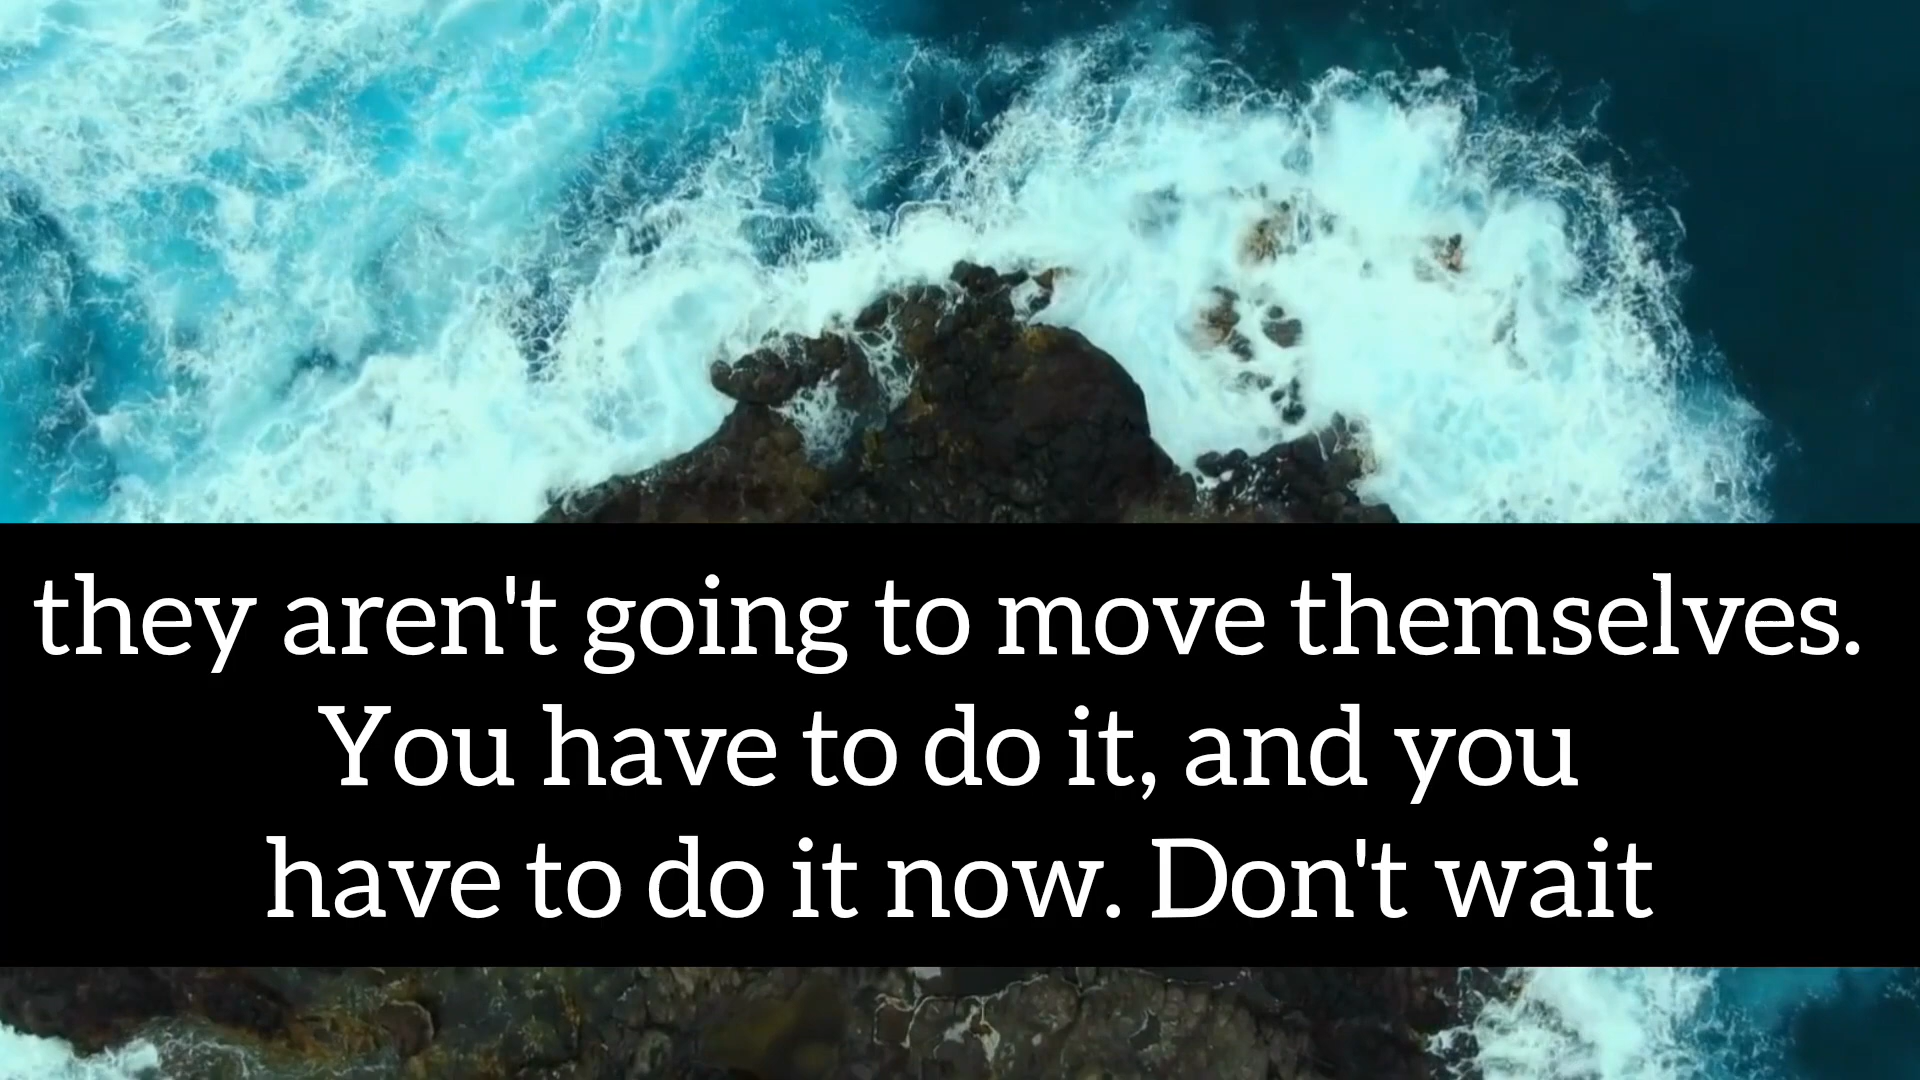 they aren't going to move themselves.
You have to do it, and you
have to do it now. Don't wait